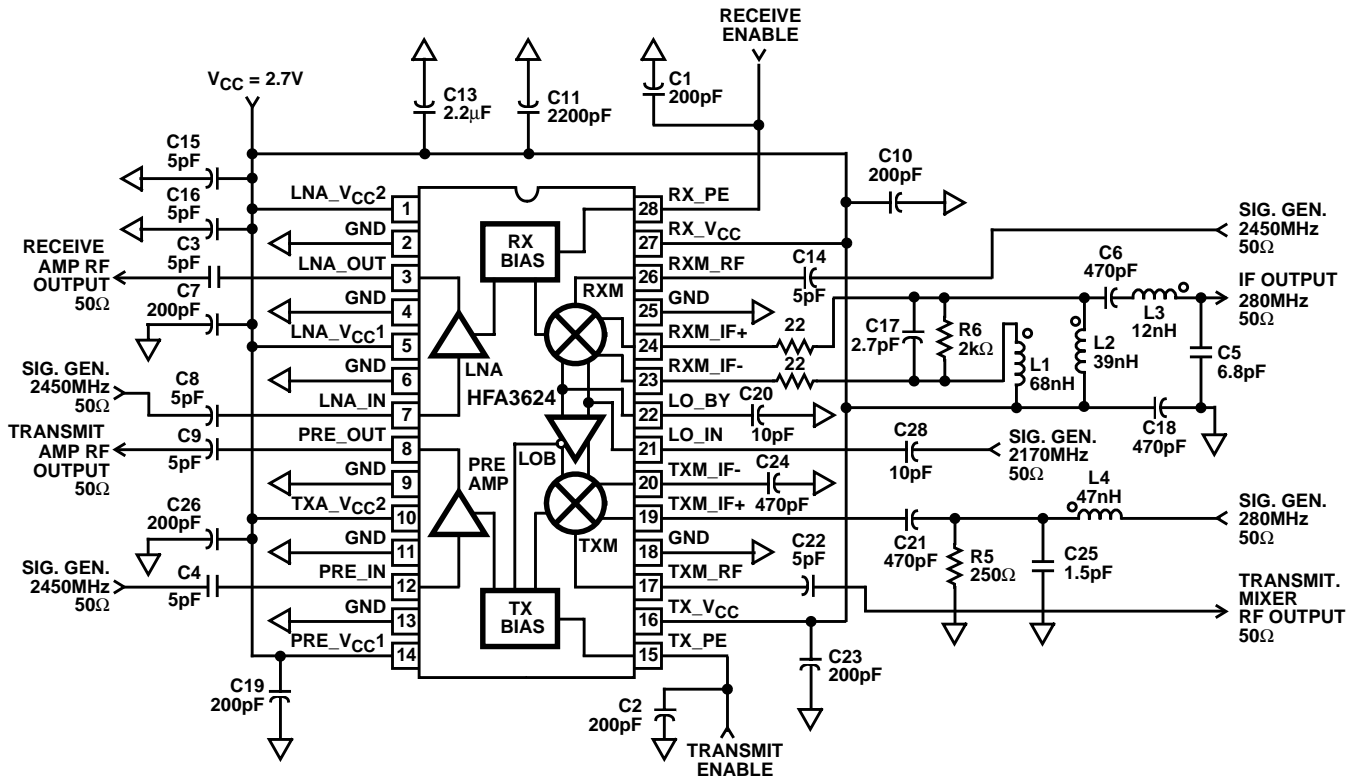 RECEIVE
ENABLE
VCC = 2.7V
C13
2.2μF
C11
2200pF
C1
200pF
C15
5pF
C16
5pF
C10
200pF
LNA_VCC2
1
GND
2
RECEIVE
AMP RF
OUTPUT
50Ω
C3
5pF
LNA_OUT
3
C7
200pF
GND
4
LNA_VCC1
5
GND
6
SIG. GEN.
2450MHz
50Ω
C8
5pF
LNA_IN
7
TRANSMIT
AMP RF
OUTPUT
50Ω
C9
5pF
PRE_OUT
8
GND
9
C26
200pF
TXA_VCC2
10
GND
11
SIG. GEN.
2450MHz
50Ω
C4
5pF
PRE_IN
12
GND
13
PRE_VCC1
14
C19
200pF
RX
BIAS
RXM
LNA
HFA3624
LOB
PRE
AMP
TXM
TX
BIAS
28
RX_PE
27
RX_VCC
26
RXM_RF
C14
5pF
SIG. GEN.
2450MHz
50Ω
25
GND
24
RXM_IF+
22
23
RXM_IF-
22
C17
2.7pF
R6
2kΩ
L1
68nH
L2
39nH
C6
470pF
L3
12nH
IF OUTPUT
280MHz
50Ω
C5
6.8pF
C18
470pF
22
LO_BY
C20
10pF
21
LO_IN
C28
10pF
SIG. GEN.
2170MHz
50Ω
20
TXM_IF-
C24
470pF
19
TXM_IF+
C21
470pF
R5
250Ω
C25
1.5pF
L4
47nH
SIG. GEN.
280MHz
50Ω
18
GND
17
TXM_RF
C22
5pF
TRANSMIT.
MIXER
RF OUTPUT
50Ω
16
TX_VCC
15
TX_PE
C23
200pF
C2
200pF
TRANSMIT
ENABLE